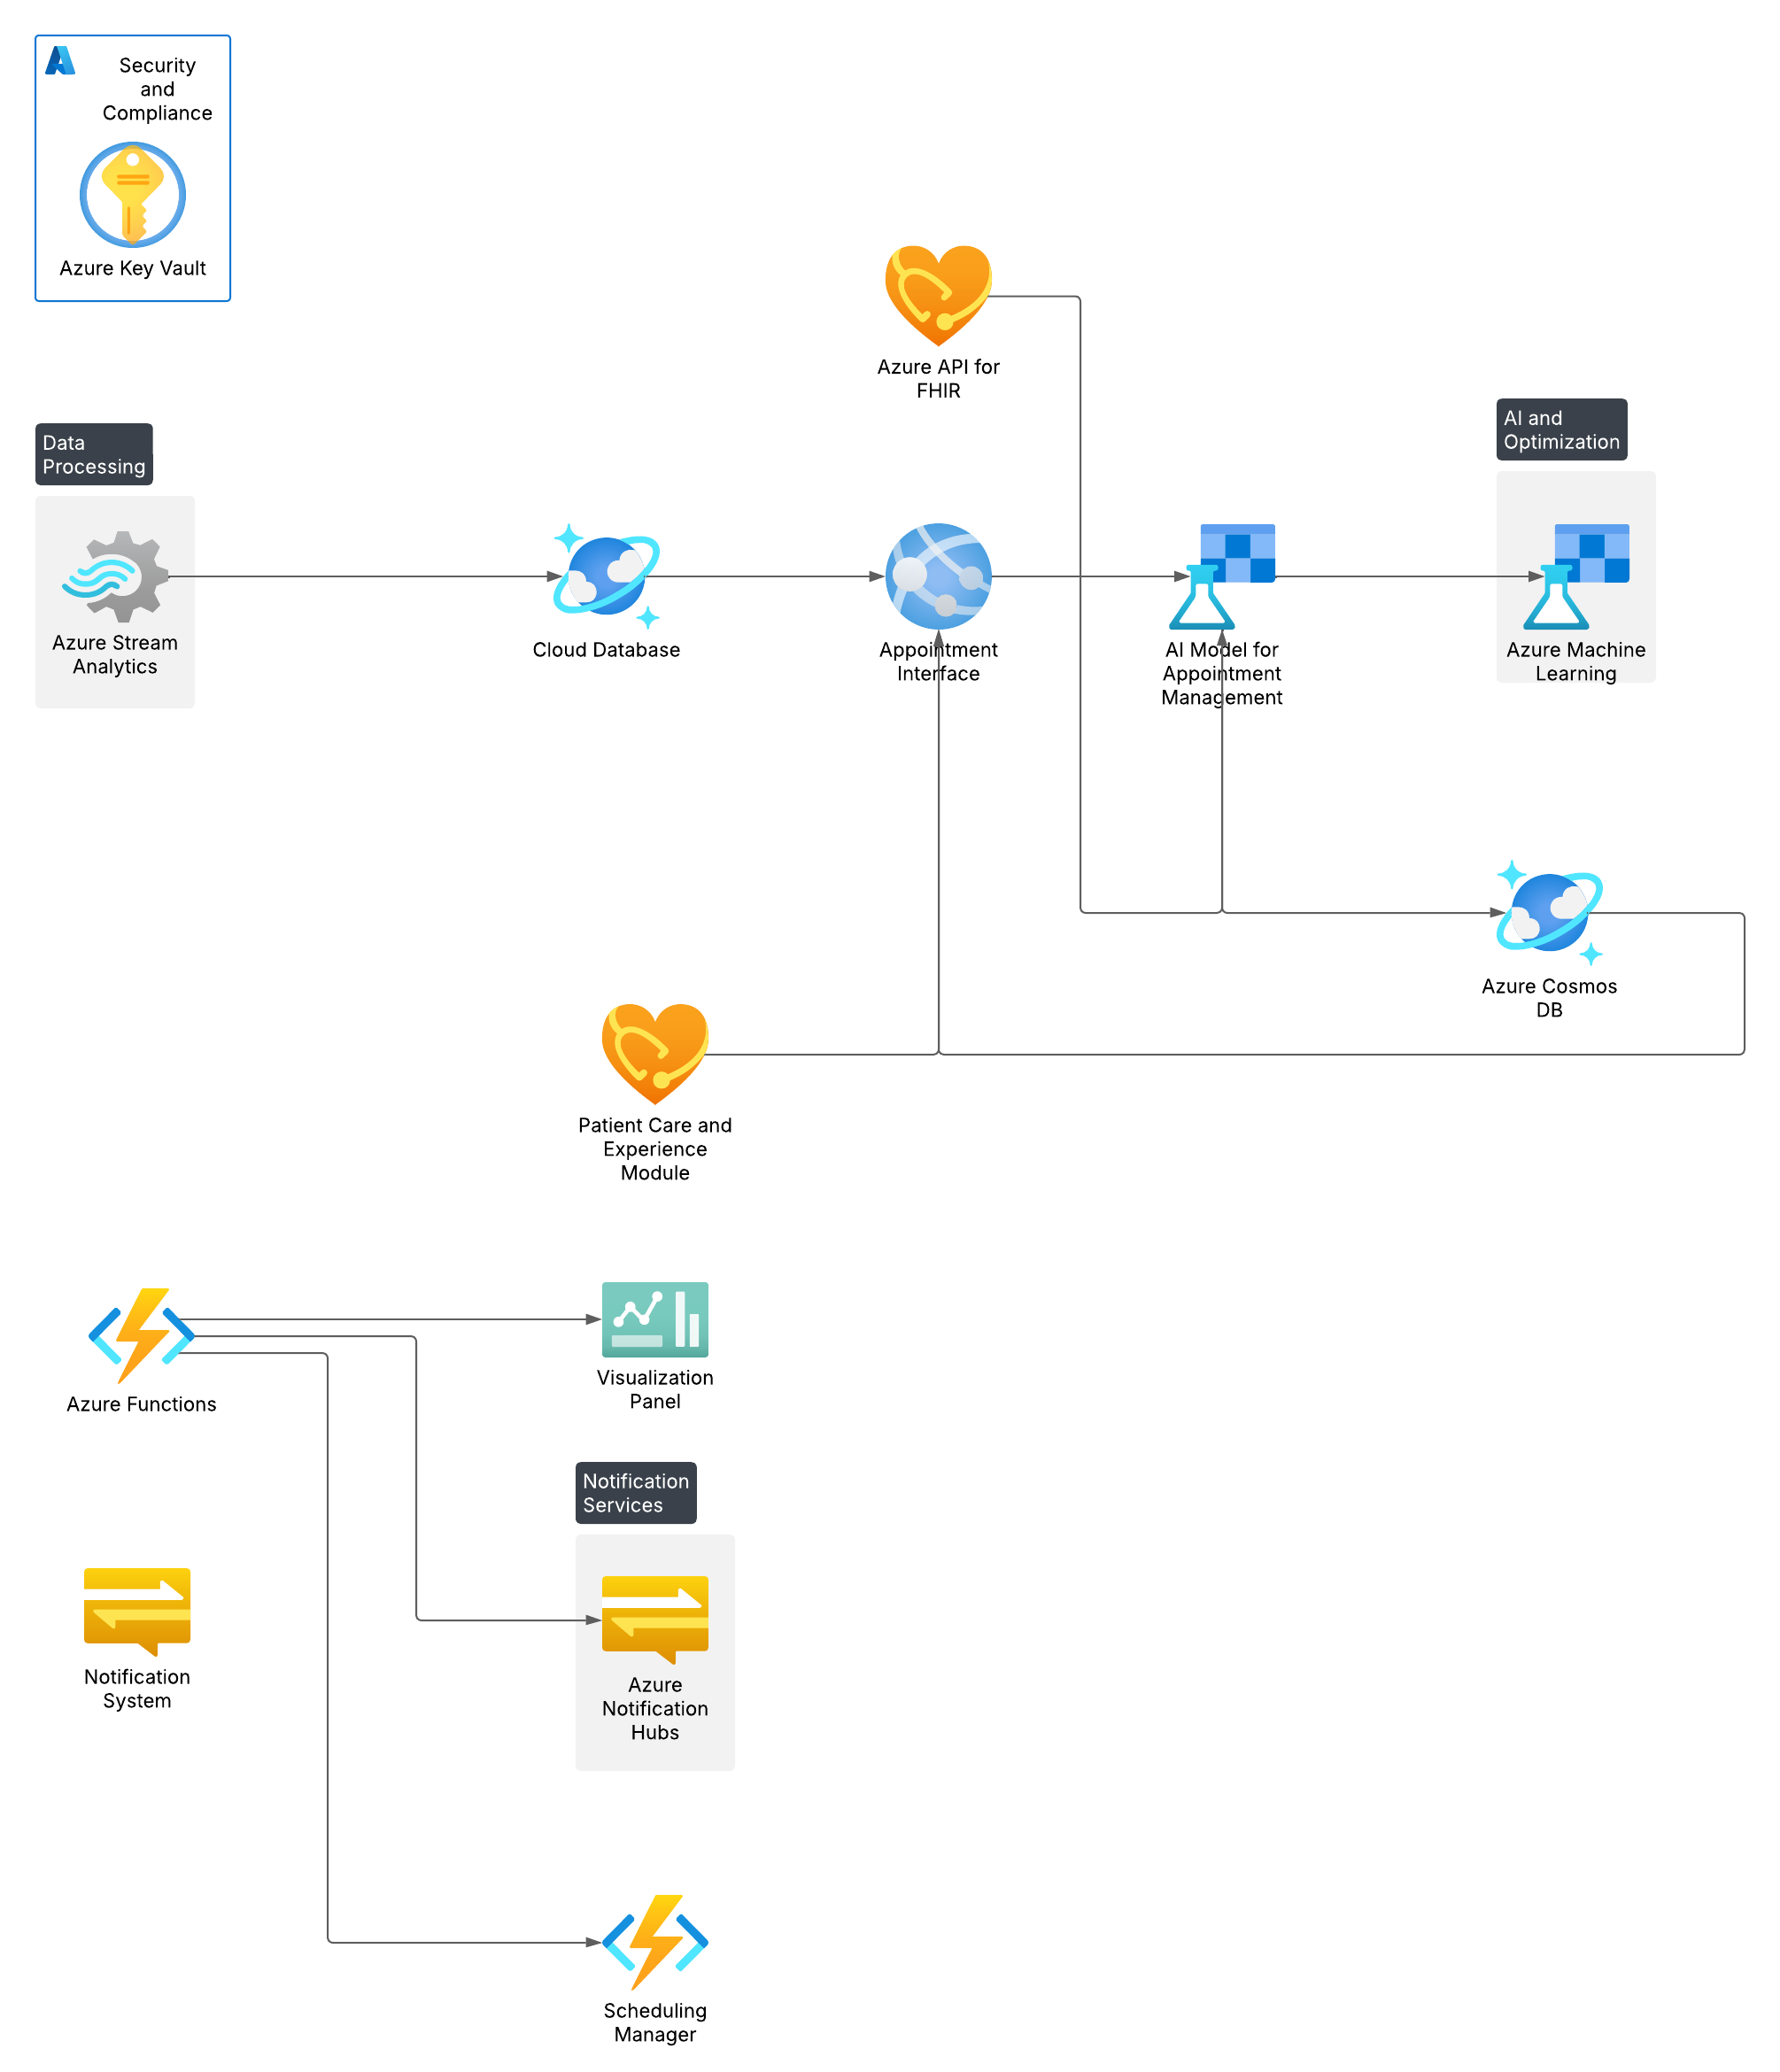 Security
and
Compliance
Azure Key Vault
Azure API for
FHIR
Data
Processing
AI and
Optimization
Azure Stream
Analytics
Cloud Database
Appointment
Interface
AI Model for
Appointment
Management
Azure Machine
Learning
Azure Cosmos
DB
Patient Care and
Experience
Module
Azure Functions
Visualization
Panel
Notification
Services
Notification
System
Azure
Notification
Hubs
Scheduling
Manager